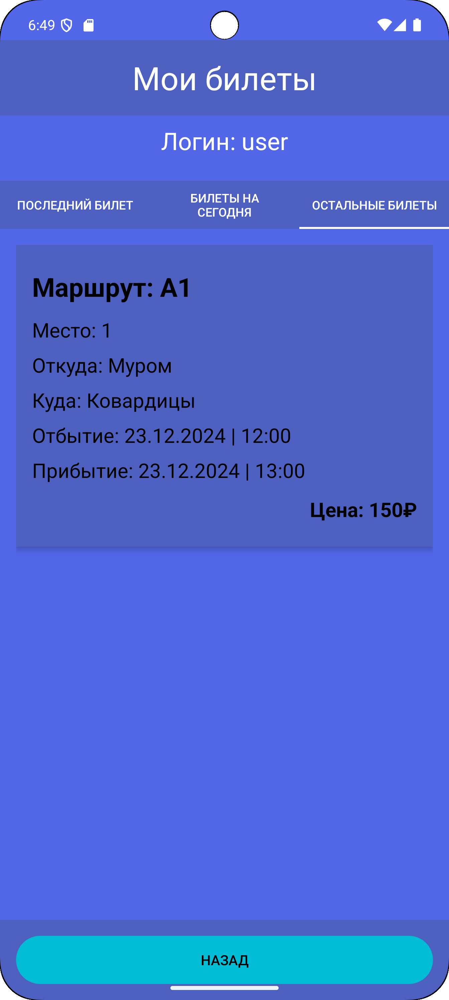 6:49
Мои билеты
Логин: user
ПОСЛЕДНИЙ БИЛЕТ
БИЛЕТЫ НА
СЕГОДНЯ
ОСТАЛЬНЫЕ БИЛЕТЫ
Маршрут: А1
Место: 1
Откуда: Муром
Куда: Ковардицы
Отбытие: 23.12.2024 | 12:00
Прибытие: 23.12.2024 | 13:00
Цена: 150₽
НАЗАД